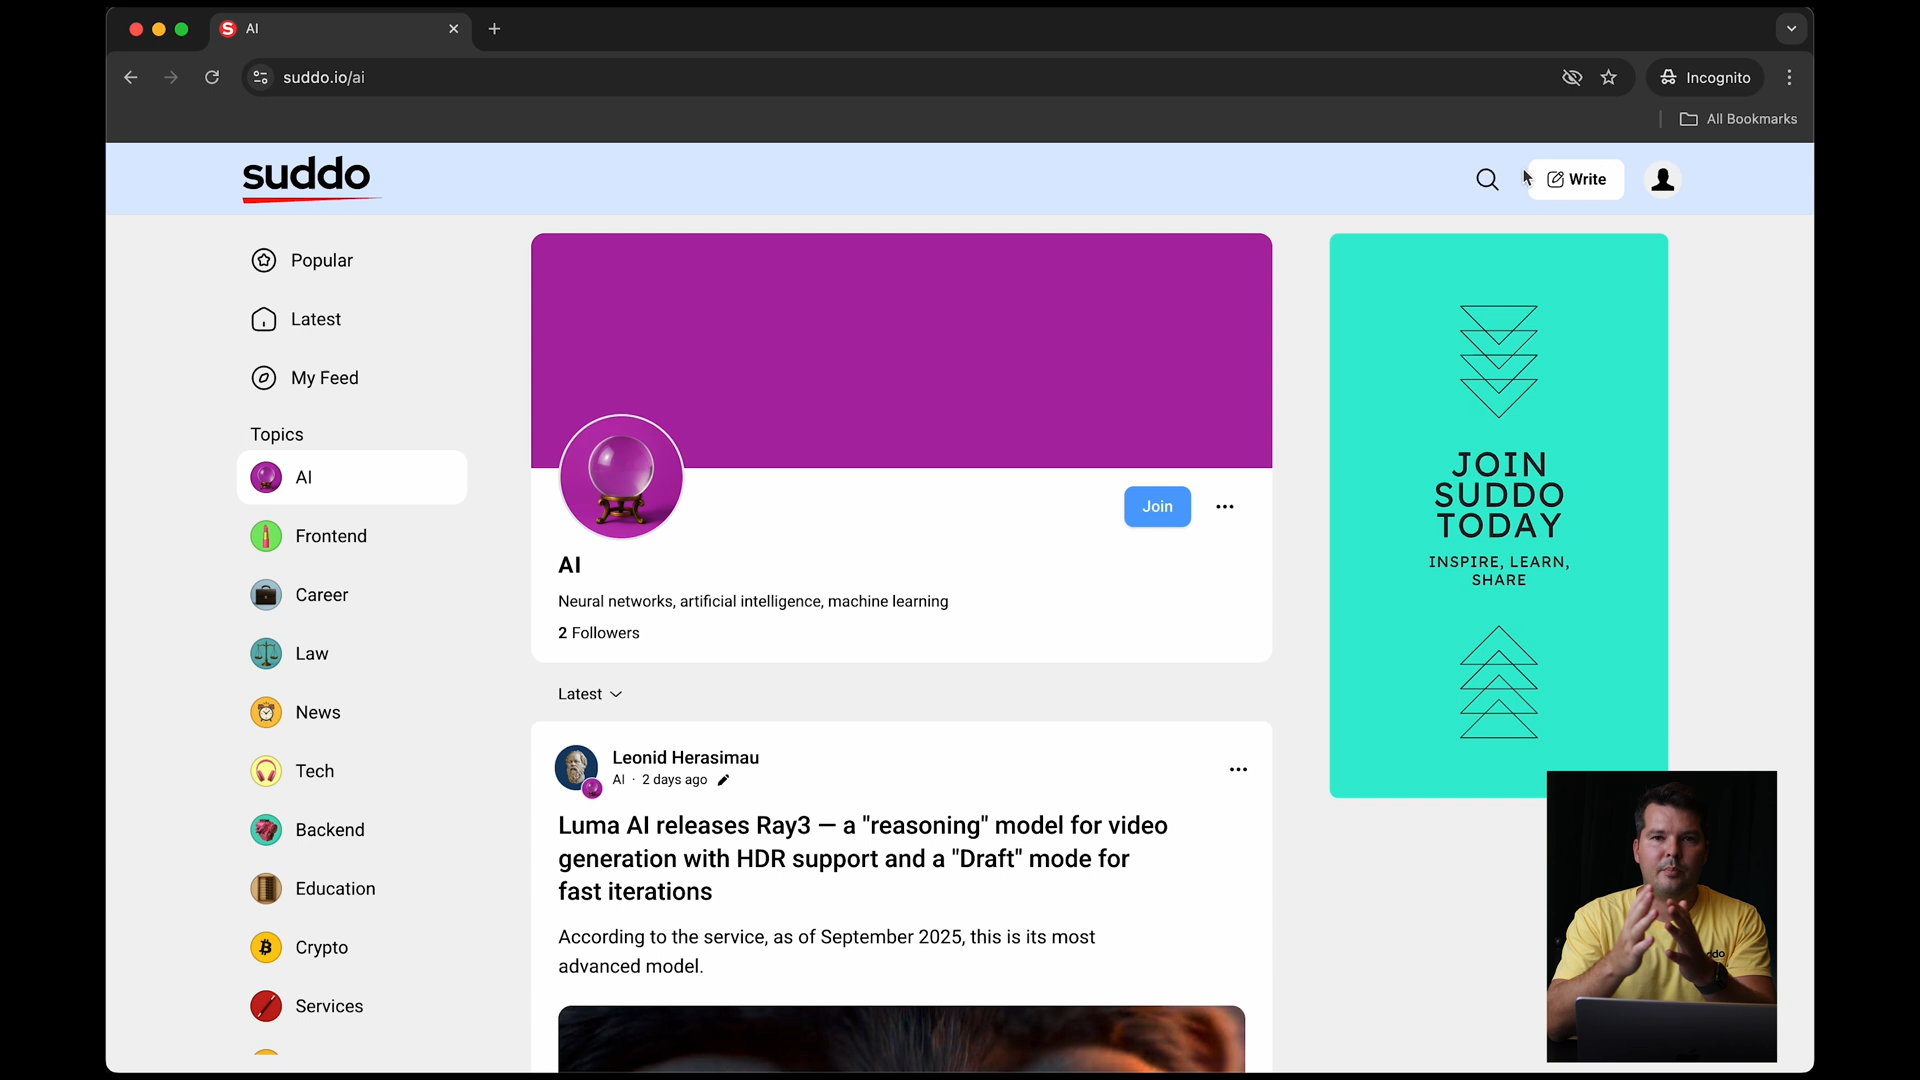 AI
suddo.io/ai
Incognito
All Bookmarks
suddo
Write
Popular
Latest
My Feed
Topics
AI
Frontend
Career
Law
News
Tech
Backend
Education
Crypto
Services
Join
AI
Neural networks, artificial intelligence, machine learning
2 Followers
Latest
Leonid Herasimau
AI · 2 days ago
Luma AI releases Ray3 — a "reasoning" model for video
generation with HDR support and a "Draft" mode for
fast iterations
According to the service, as of September 2025, this is its most
advanced model.
JOIN
SUDDO
TODAY
INSPIRE, LEARN,
SHARE